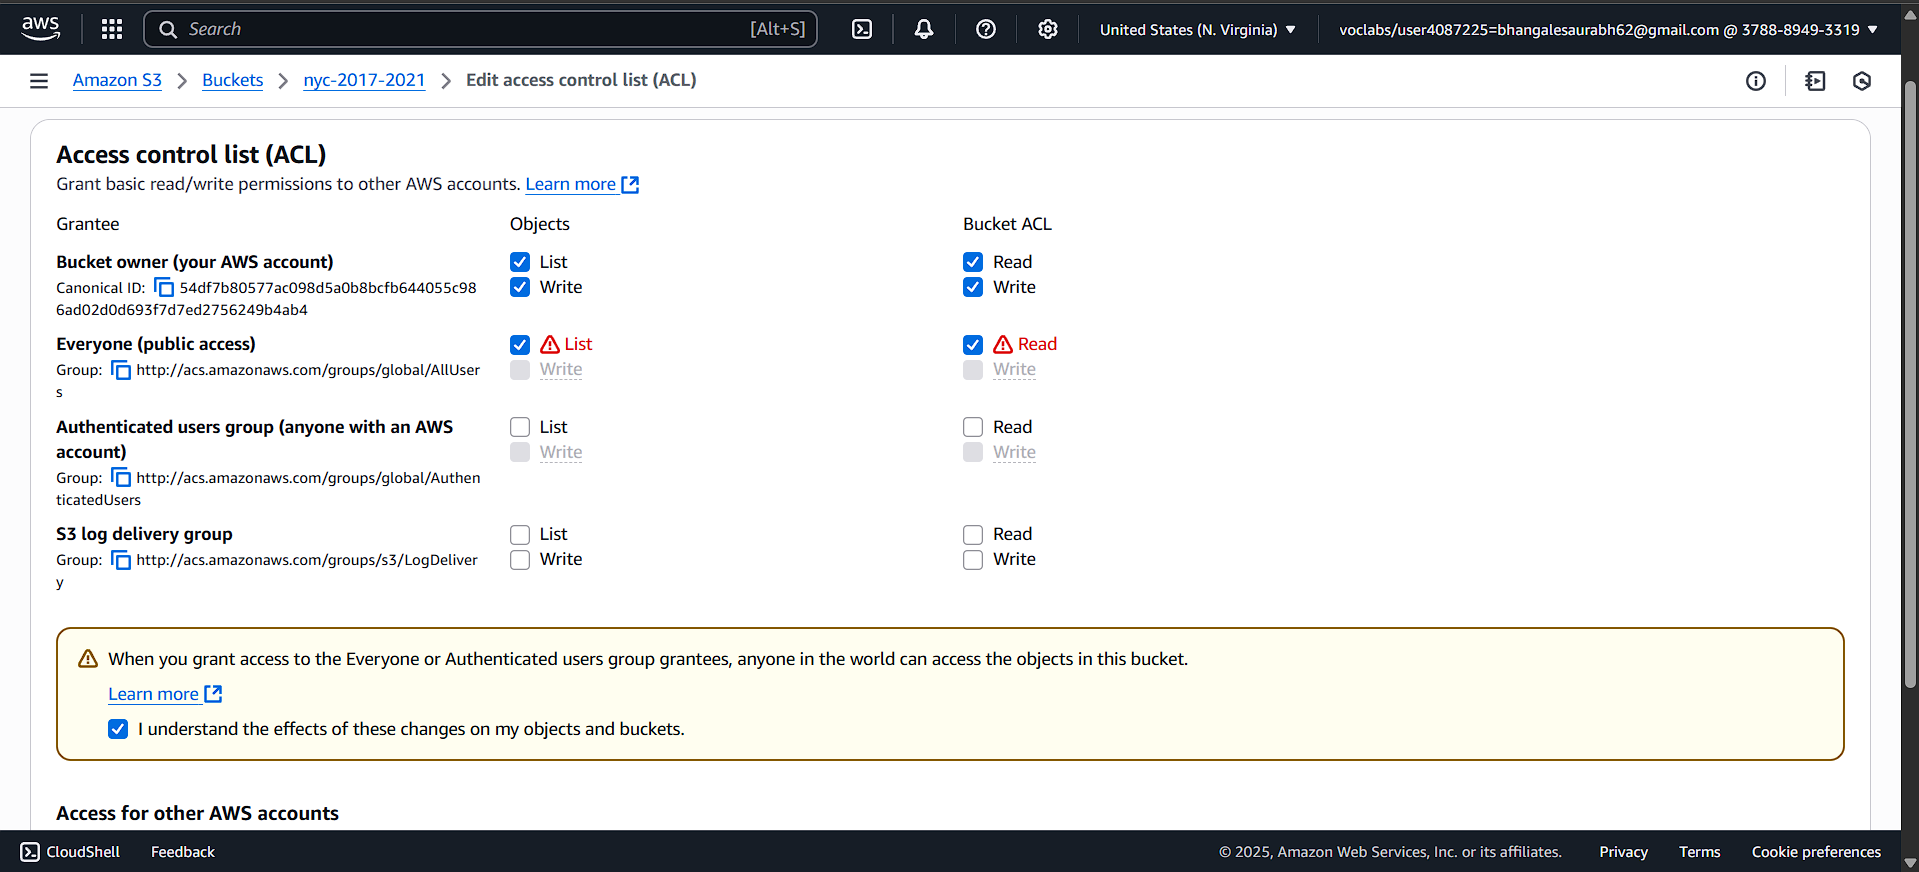 aws
Search [Alt+S]
United States (N. Virginia)
voclabs/user4087225=bhangalesaurabh62@gmail.com @ 3788-8949-3319
Amazon S3 > Buckets > nyc-2017-2021 > Edit access control list (ACL)
Access control list (ACL)
Grant basic read/write permissions to other AWS accounts. Learn more
Grantee Objects Bucket ACL
Bucket owner (your AWS account) List Read
Canonical ID: 54df7b80577ac098d5a0b8bcfb644055c98 Write Write
6ad02d0d693f7d7ed2756249b4ab4
Everyone (public access) List Read
Group: http://acs.amazonaws.com/groups/global/AllUser Write Write
s
Authenticated users group (anyone with an AWS List Read
account) Write Write
Group: http://acs.amazonaws.com/groups/global/Authen
ticatedUsers
S3 log delivery group List Read
Group: http://acs.amazonaws.com/groups/s3/LogDeliver Write Write
y
When you grant access to the Everyone or Authenticated users group grantees, anyone in the world can access the objects in this bucket.
Learn more
I understand the effects of these changes on my objects and buckets.
Access for other AWS accounts
CloudShell Feedback © 2025, Amazon Web Services, Inc. or its affiliates. Privacy Terms Cookie preferences